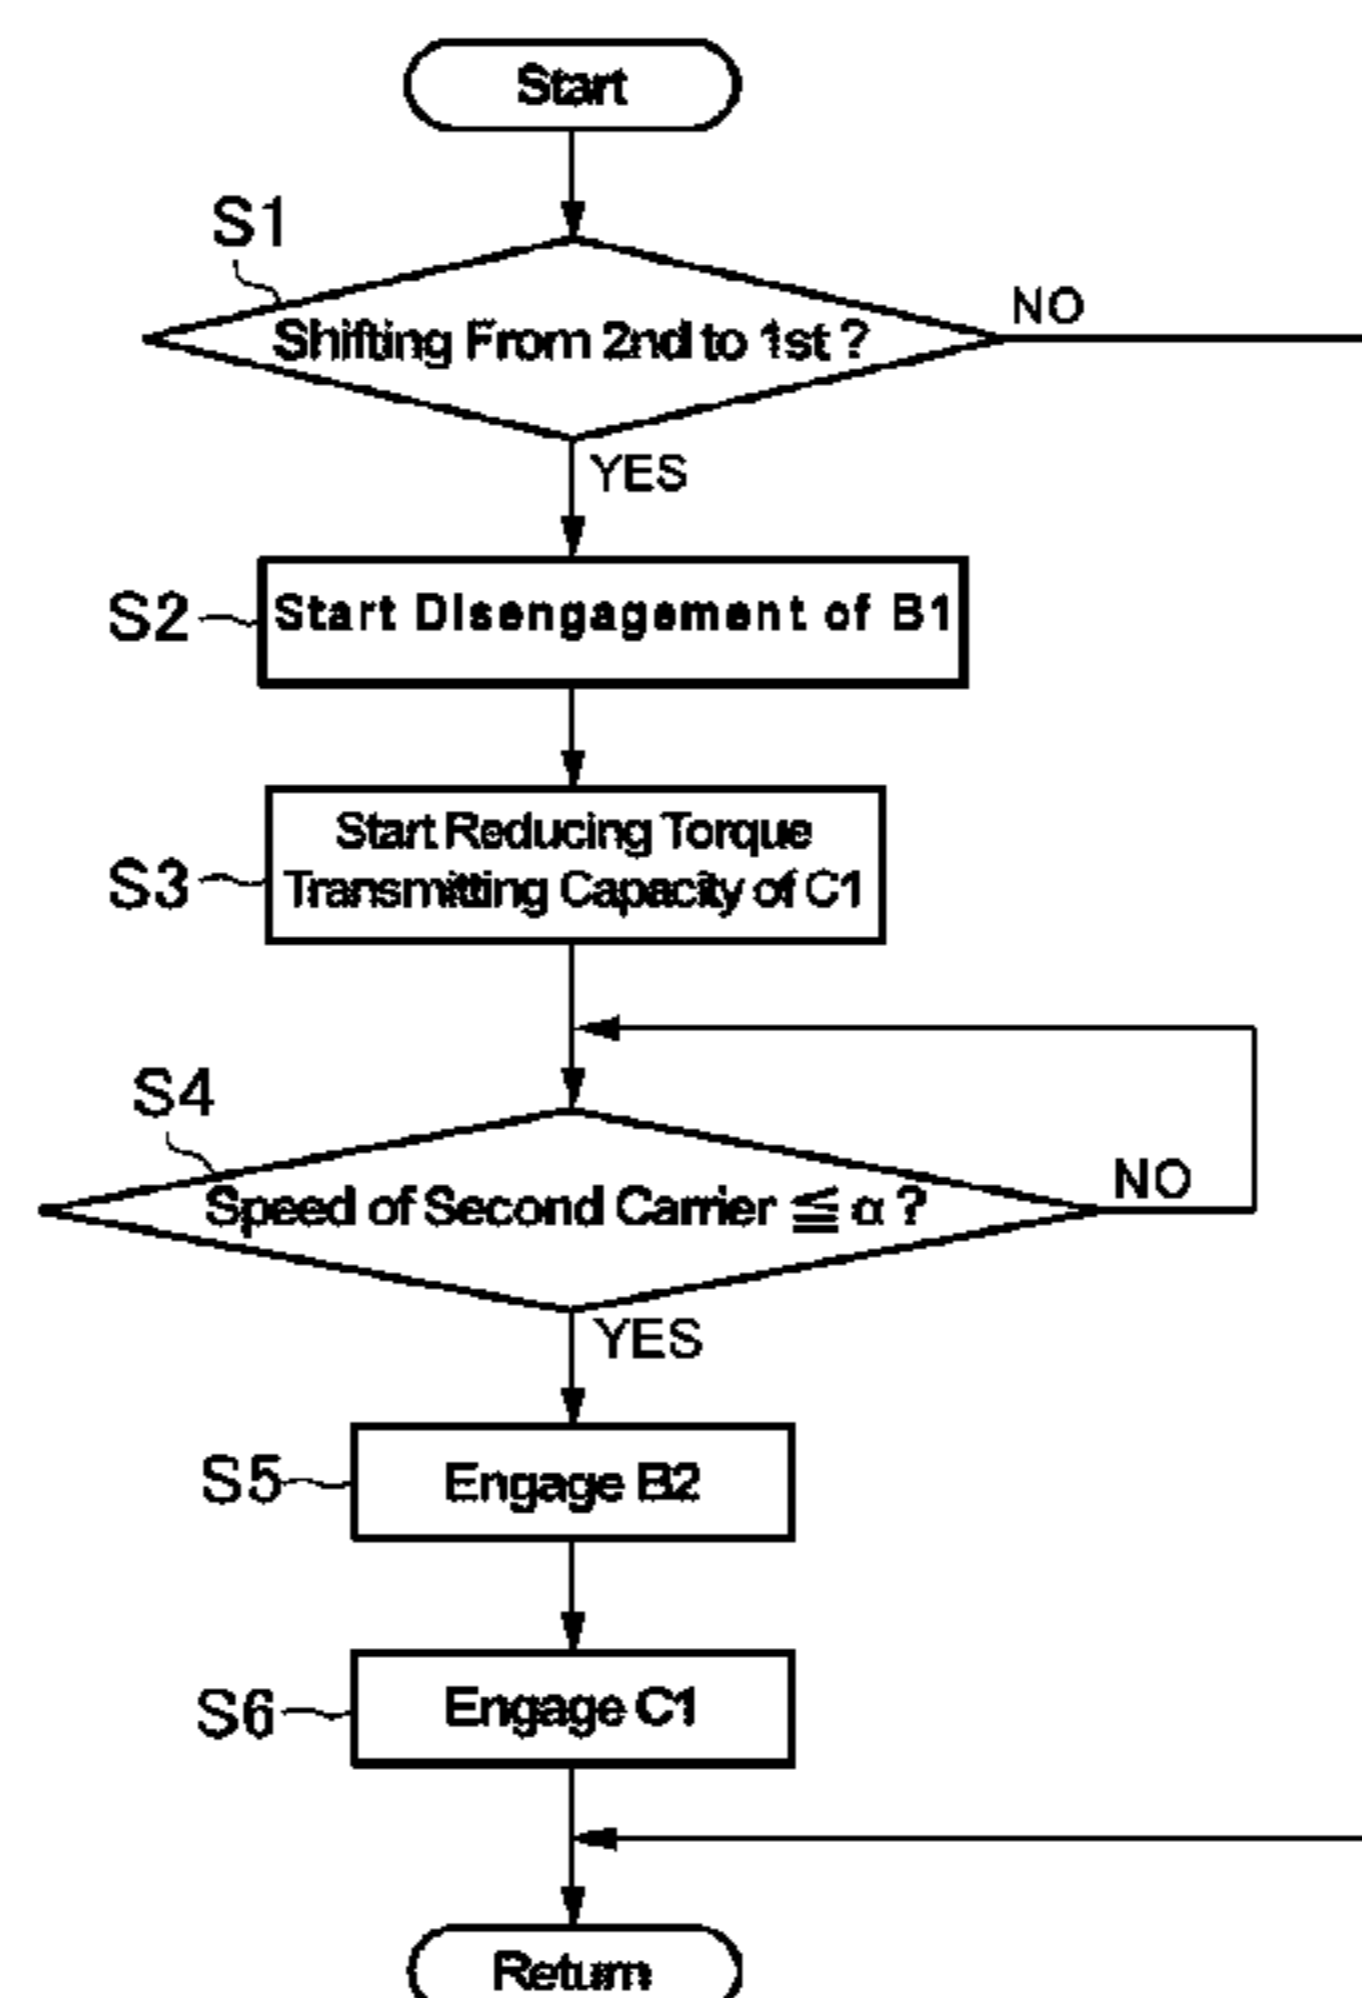 Start
S1
Shifting From 2nd to 1st ?
NO
YES
S2
Start Disengagement of B1
Start Reducing Torque
S3
Transmitting Capacity of C1
S4
Speed of Second Carrier ≦ α ?
NO
YES
S5
Engage B2
S6
Engage C1
Return